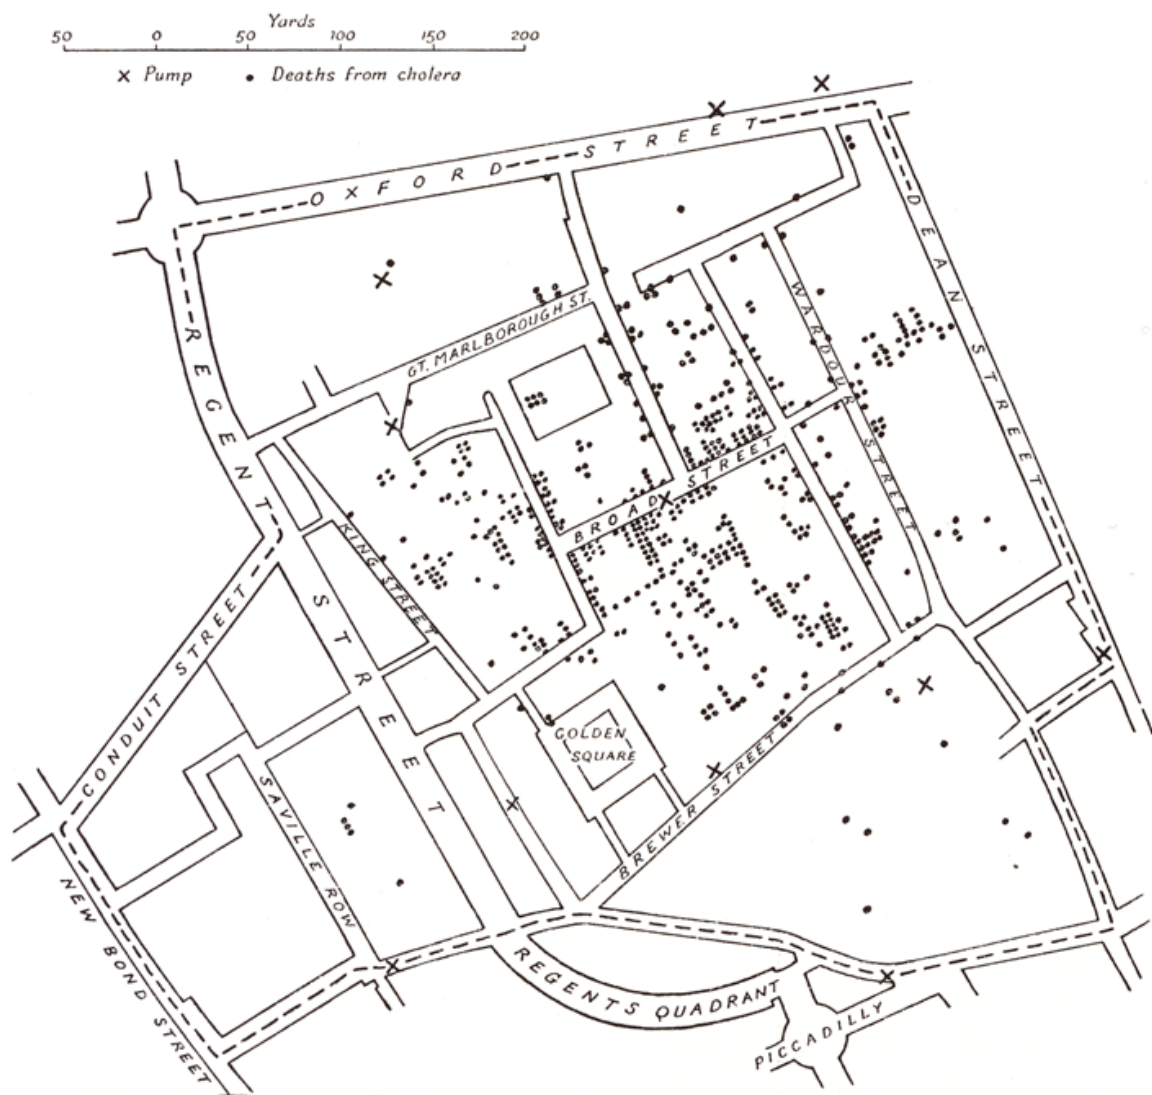 Yards
50 0 50 100 150 200
× Pump • Deaths from cholera
OXFORD STREET
REGENT STREET
DEAN STREET
WARDOUR STREET
GT. MARLBOROUGH ST.
BROAD STREET
KING STREET
CONDUIT STREET
GOLDEN
SQUARE
BREWER STREET
SAVILLE ROW
NEW BOND STREET
REGENTS QUADRANT
PICCADILLY